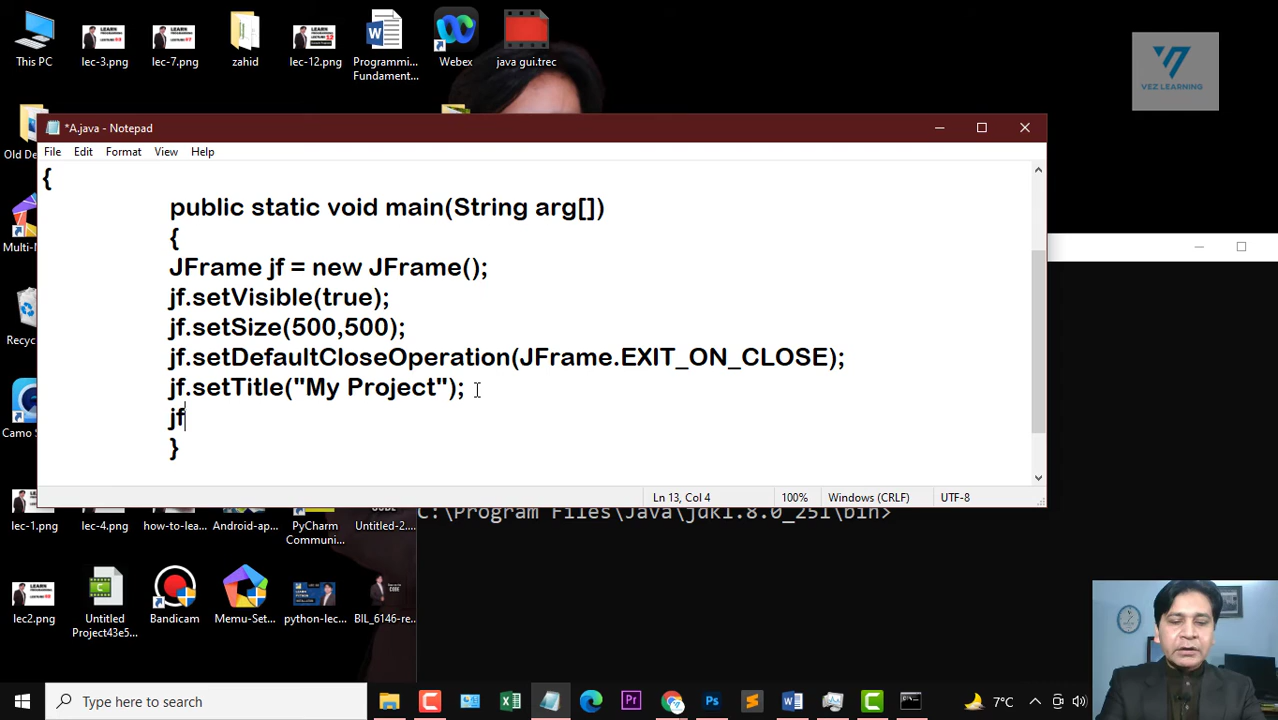 This PC
lec-3.png
lec-7.png
zahid
lec-12.png
Programmi...
Fundament...
Webex
java gui.trec
VEZ LEARNING
Old De
*A.java - Notepad
File Edit Format View Help
{
public static void main(String arg[])
{
JFrame jf = new JFrame();
jf.setVisible(true);
jf.setSize(500,500);
jf.setDefaultCloseOperation(JFrame.EXIT_ON_CLOSE);
jf.setTitle("My Project");
jf
}
Multi-M
Recyc
Camo S
Ln 13, Col 4 100% Windows (CRLF) UTF-8
C:\Program Files\Java\jdk1.8.0_251\bin>
lec-1.png
lec-4.png
how-to-lea...
Android-ap...
PyCharm
Communi...
Untitled-2....
lec2.png
Untitled
Project43e5...
Bandicam
Memu-Set...
python-lec...
BIL_6146-re...
Type here to search
7°C